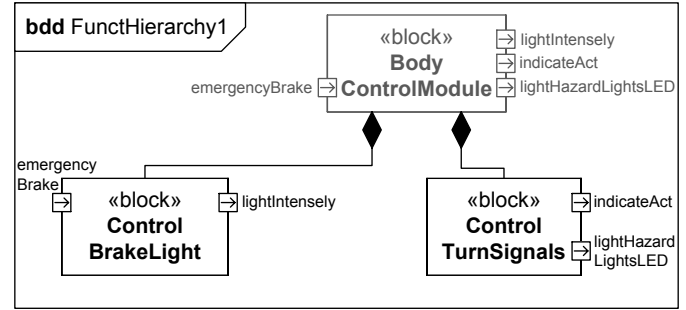 bdd FunctHierarchy1
«block»
Body
ControlModule
emergencyBrake
lightIntensely
indicateAct
lightHazardLightsLED
emergency
Brake
«block»
Control
BrakeLight
lightIntensely
«block»
Control
TurnSignals
indicateAct
lightHazard
LightsLED